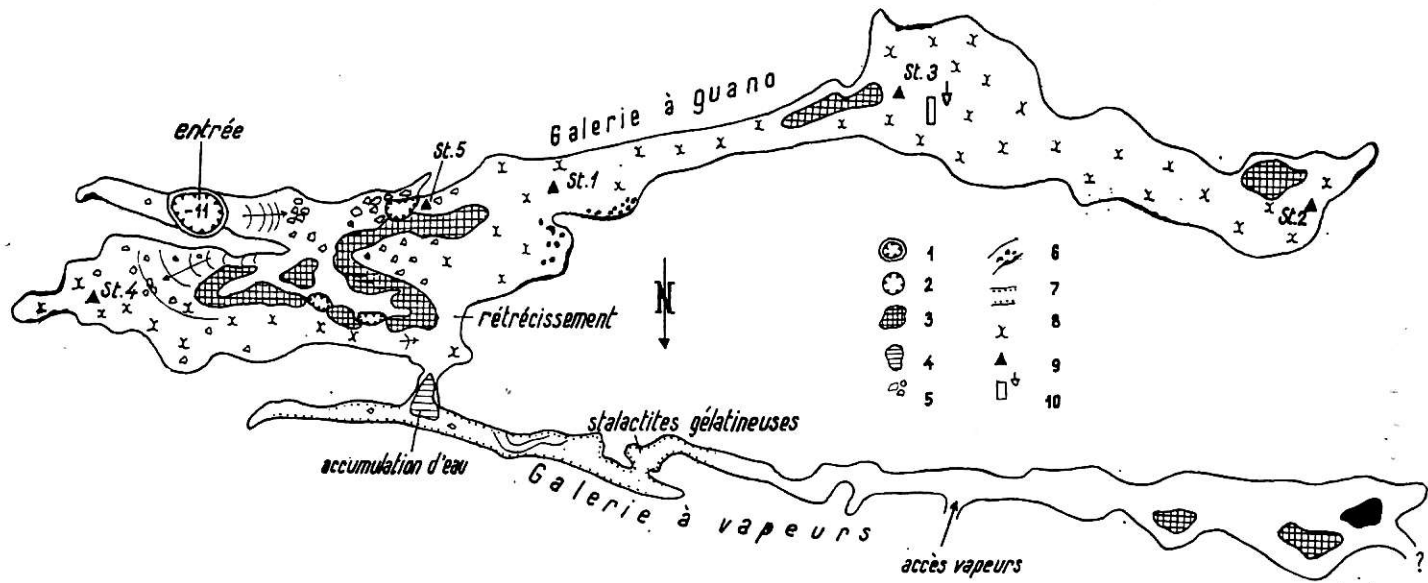 Galerie à guano
St.3
entrée
-11
St.5
St.1
St.2
St.4
N
rétrécissement
1
2
3
4
5
6
7
8
9
10
stalactites gélatineuses
accumulation d'eau
Galerie à vapeurs
accès vapeurs
?